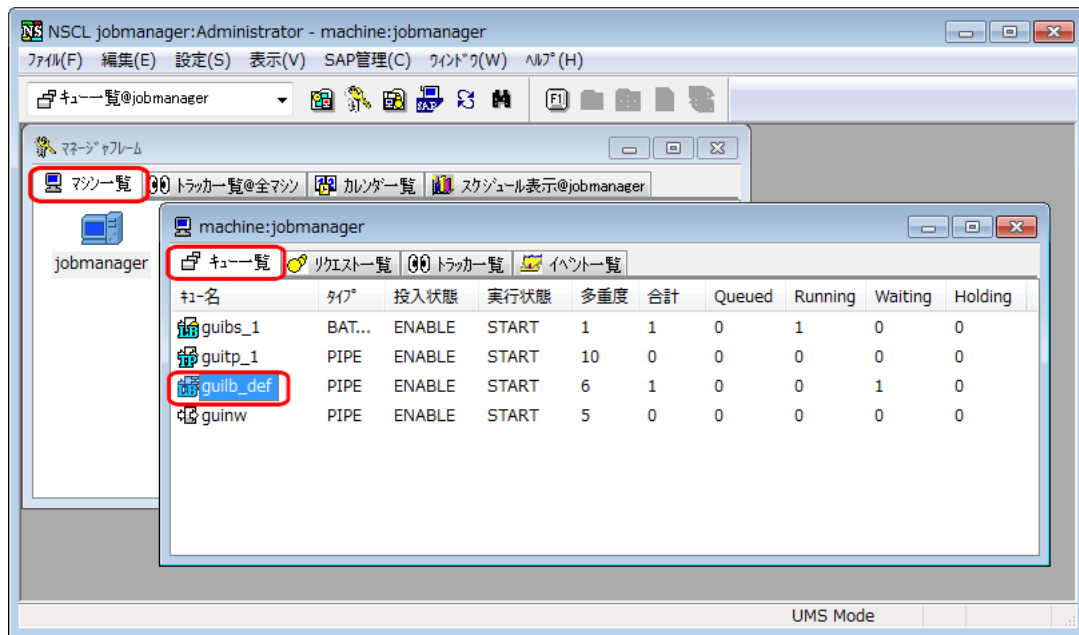 NSCL jobmanager:Administrator - machine:jobmanager
ﾌｧｲﾙ(F) 編集(E) 設定(S) 表示(V) SAP管理(C) ｳｨﾝﾄﾞｳ(W) ﾍﾙﾌﾟ(H)
ｷｭｰ一覧@jobmanager SAP F1
ﾏﾈｰｼﾞｬﾌﾚｰﾑ
ﾏｼﾝ一覧 ﾄﾗｯｶ一覧@全ﾏｼﾝ ｶﾚﾝﾀﾞｰ一覧 ｽｹｼﾞｭｰﾙ表示@jobmanager
jobmanager
machine:jobmanager
ｷｭｰ一覧 ﾘｸｴｽﾄ一覧 ﾄﾗｯｶ一覧 ｲﾍﾞﾝﾄ一覧
ｷｭｰ名 ﾀｲﾌﾟ 投入状態 実行状態 多重度 合計 Queued Running Waiting Holding
guibs_1 BAT... ENABLE START 1 1 0 1 0 0
guitp_1 PIPE ENABLE START 10 0 0 0 0 0
guilb_def PIPE ENABLE START 6 1 0 0 1 0
guinw PIPE ENABLE START 5 0 0 0 0 0
UMS Mode